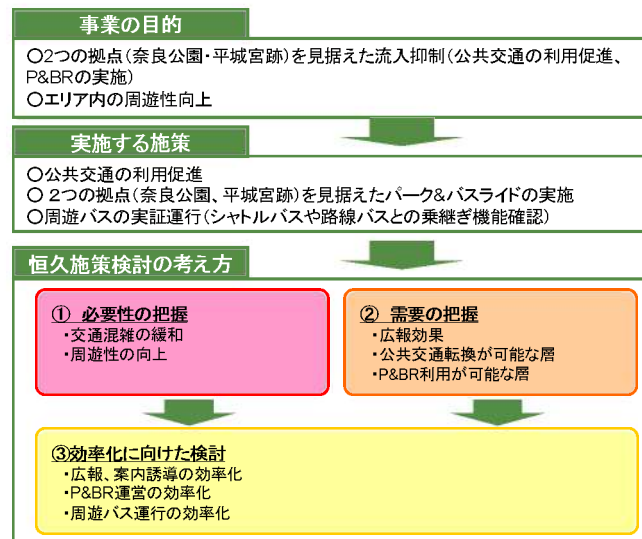 事業の目的
○2つの拠点(奈良公園・平城宮跡)を見据えた流入抑制(公共交通の利用促進、
P&BRの実施)
○エリア内の周遊性向上
実施する施策
○公共交通の利用促進
○2つの拠点(奈良公園、平城宮跡)を見据えたパーク&バスライドの実施
○周遊バスの実証運行(シャトルバスや路線バスとの乗継ぎ機能確認)
恒久施策検討の考え方
① 必要性の把握
・交通混雑の緩和
・周遊性の向上
② 需要の把握
・広報効果
・公共交通転換が可能な層
・P&BR利用が可能な層
③効率化に向けた検討
・広報、案内誘導の効率化
・P&BR運営の効率化
・周遊バス運行の効率化